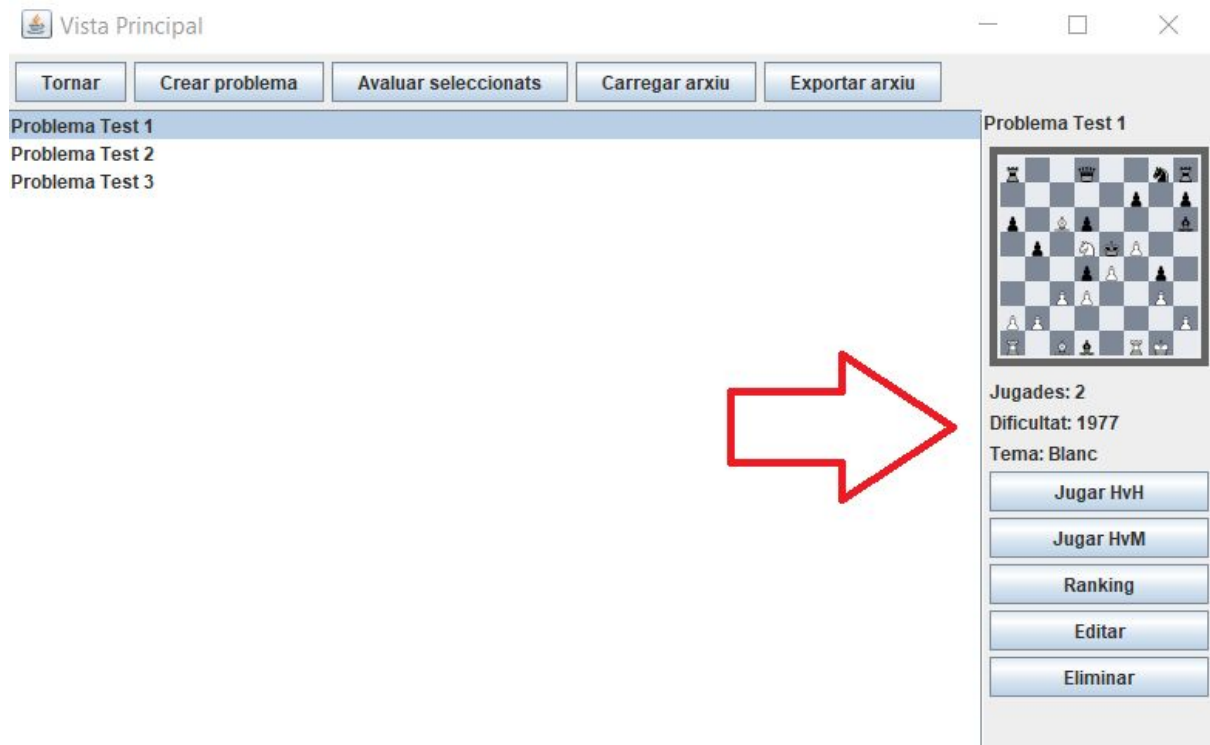 Vista Principal
Tornar Crear problema Avaluar seleccionats Carregar arxiu Exportar arxiu
Problema Test 1
Problema Test 2
Problema Test 3
Problema Test 1
Jugades: 2
Dificultat: 1977
Tema: Blanc
Jugar HvH
Jugar HvM
Ranking
Editar
Eliminar